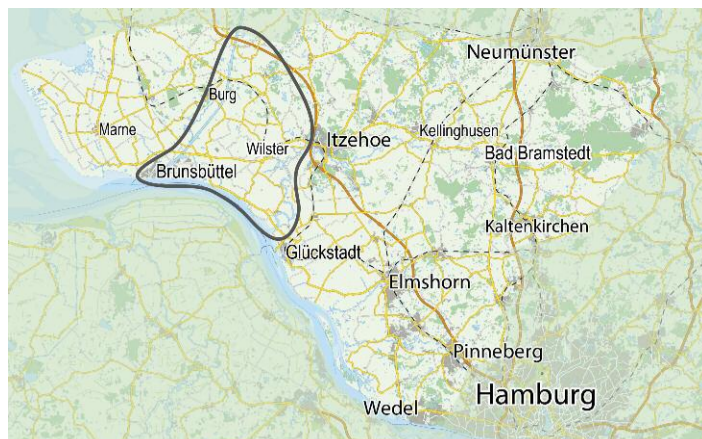 Neumünster
Burg
Marne
Kellinghusen
Itzehoe
Wilster
Bad Bramstedt
Brunsbüttel
Kaltenkirchen
Glückstadt
Elmshorn
Pinneberg
Hamburg
Wedel